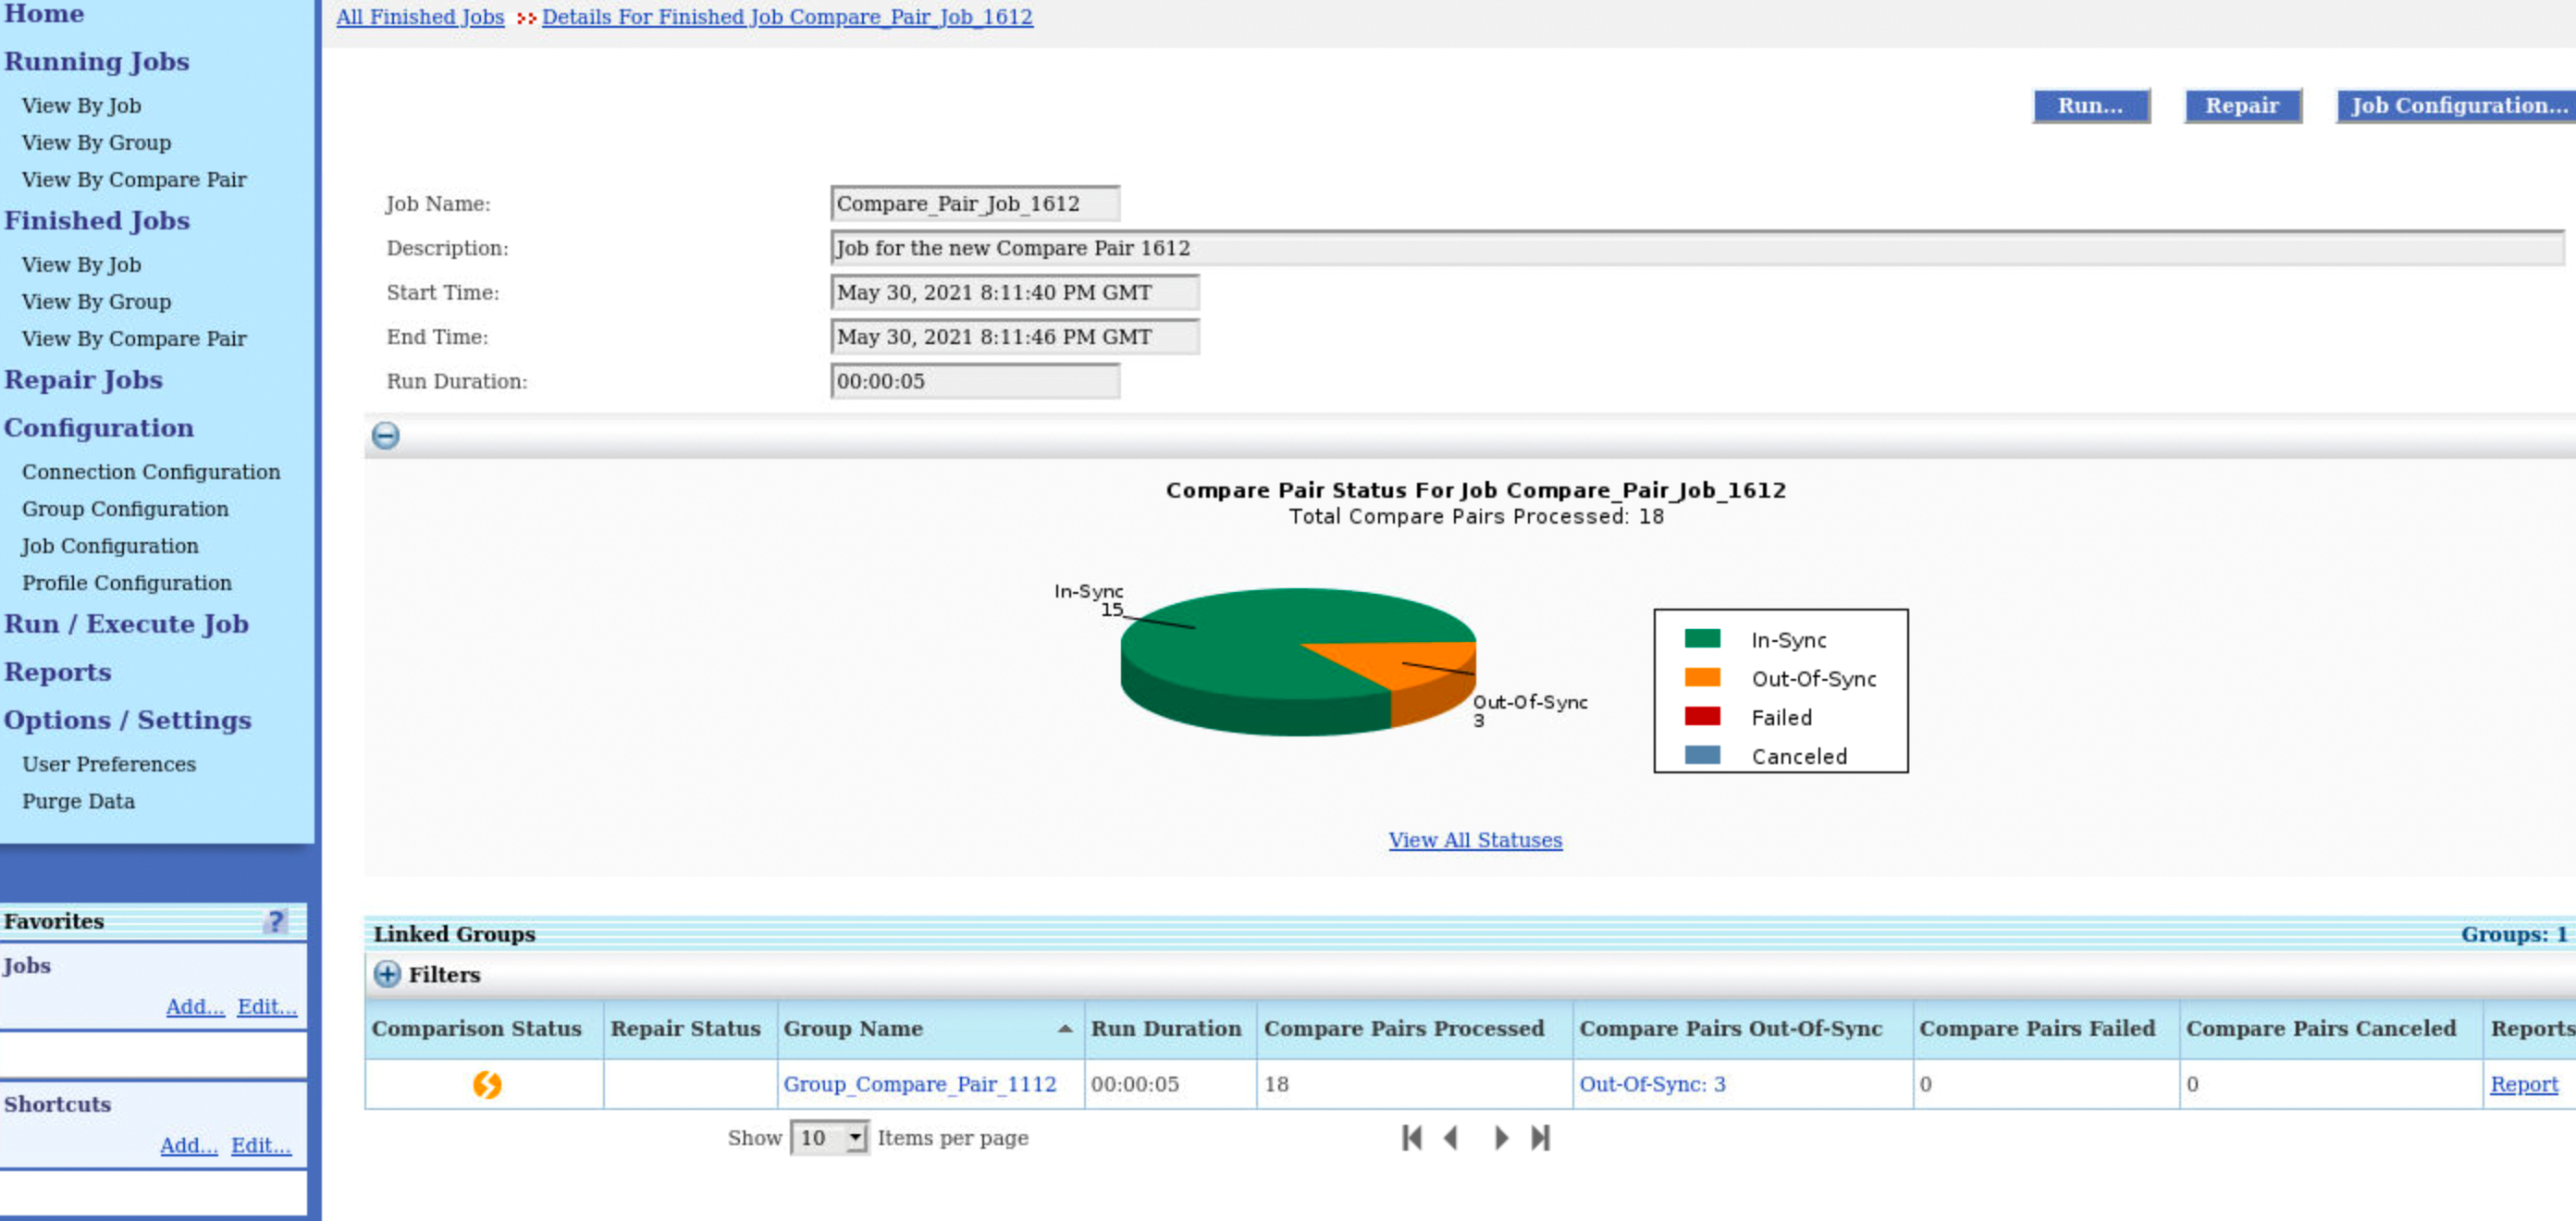 Home
Running Jobs
View By Job
View By Group
View By Compare Pair
Finished Jobs
View By Job
View By Group
View By Compare Pair
Repair Jobs
Configuration
Connection Configuration
Group Configuration
Job Configuration
Profile Configuration
Run / Execute Job
Reports
Options / Settings
User Preferences
Purge Data
Favorites ?
Jobs
Add... Edit...
Shortcuts
Add... Edit...
All Finished Jobs Details For Finished Job Compare_Pair_Job_1612
Run... Repair Job Configuration...
Job Name: Compare_Pair_Job_1612
Description: Job for the new Compare Pair 1612
Start Time: May 30, 2021 8:11:40 PM GMT
End Time: May 30, 2021 8:11:46 PM GMT
Run Duration: 00:00:05
Compare Pair Status For Job Compare_Pair_Job_1612
Total Compare Pairs Processed: 18
In-Sync
15
Out-Of-Sync
3
In-Sync
Out-Of-Sync
Failed
Canceled
View All Statuses
Linked Groups Groups: 1
Filters
Comparison Status Repair Status Group Name Run Duration Compare Pairs Processed Compare Pairs Out-Of-Sync Compare Pairs Failed Compare Pairs Canceled Reports
Group_Compare_Pair_1112 00:00:05 18 Out-Of-Sync: 3 0 0 Report
Show 10 Items per page